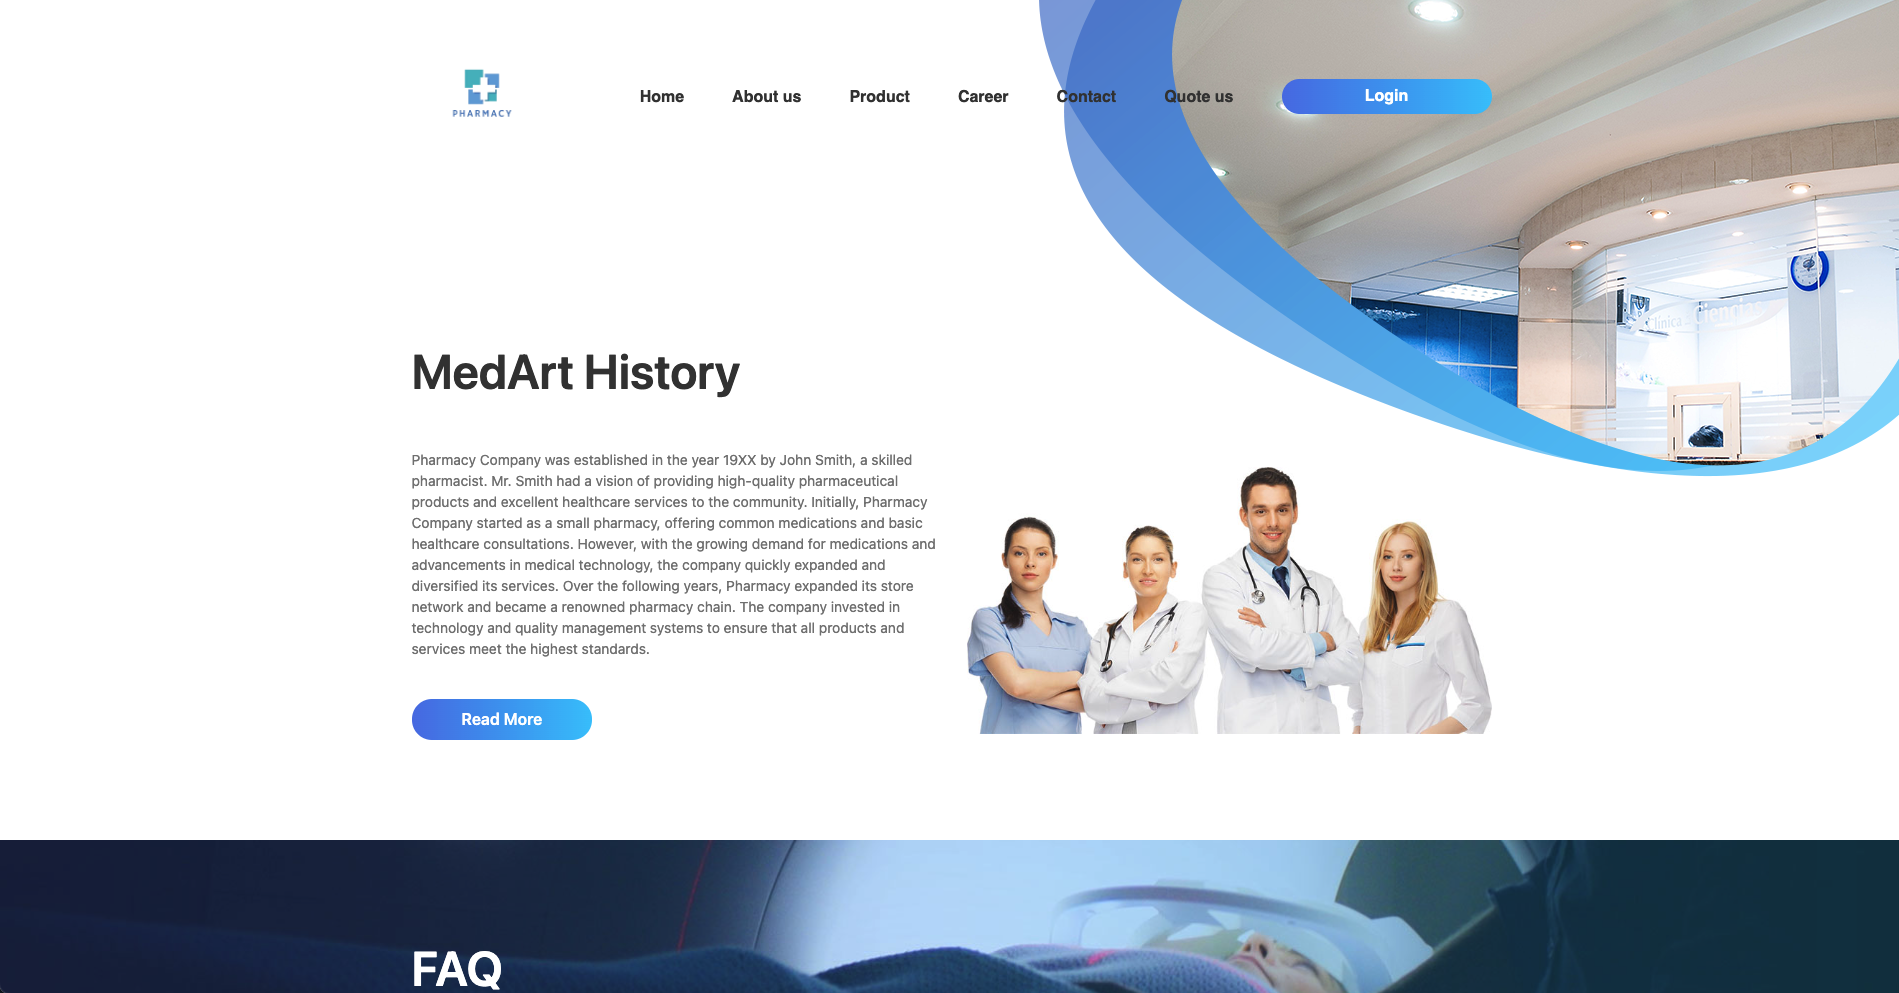 PHARMACY
Home
About us
Product
Career
Contact
Quote us
Login
Clínica
Ciencias
MedArt History
Pharmacy Company was established in the year 19XX by John Smith, a skilled
pharmacist. Mr. Smith had a vision of providing high-quality pharmaceutical
products and excellent healthcare services to the community. Initially, Pharmacy
Company started as a small pharmacy, offering common medications and basic
healthcare consultations. However, with the growing demand for medications and
advancements in medical technology, the company quickly expanded and
diversified its services. Over the following years, Pharmacy expanded its store
network and became a renowned pharmacy chain. The company invested in
technology and quality management systems to ensure that all products and
services meet the highest standards.
Read More
FAQ